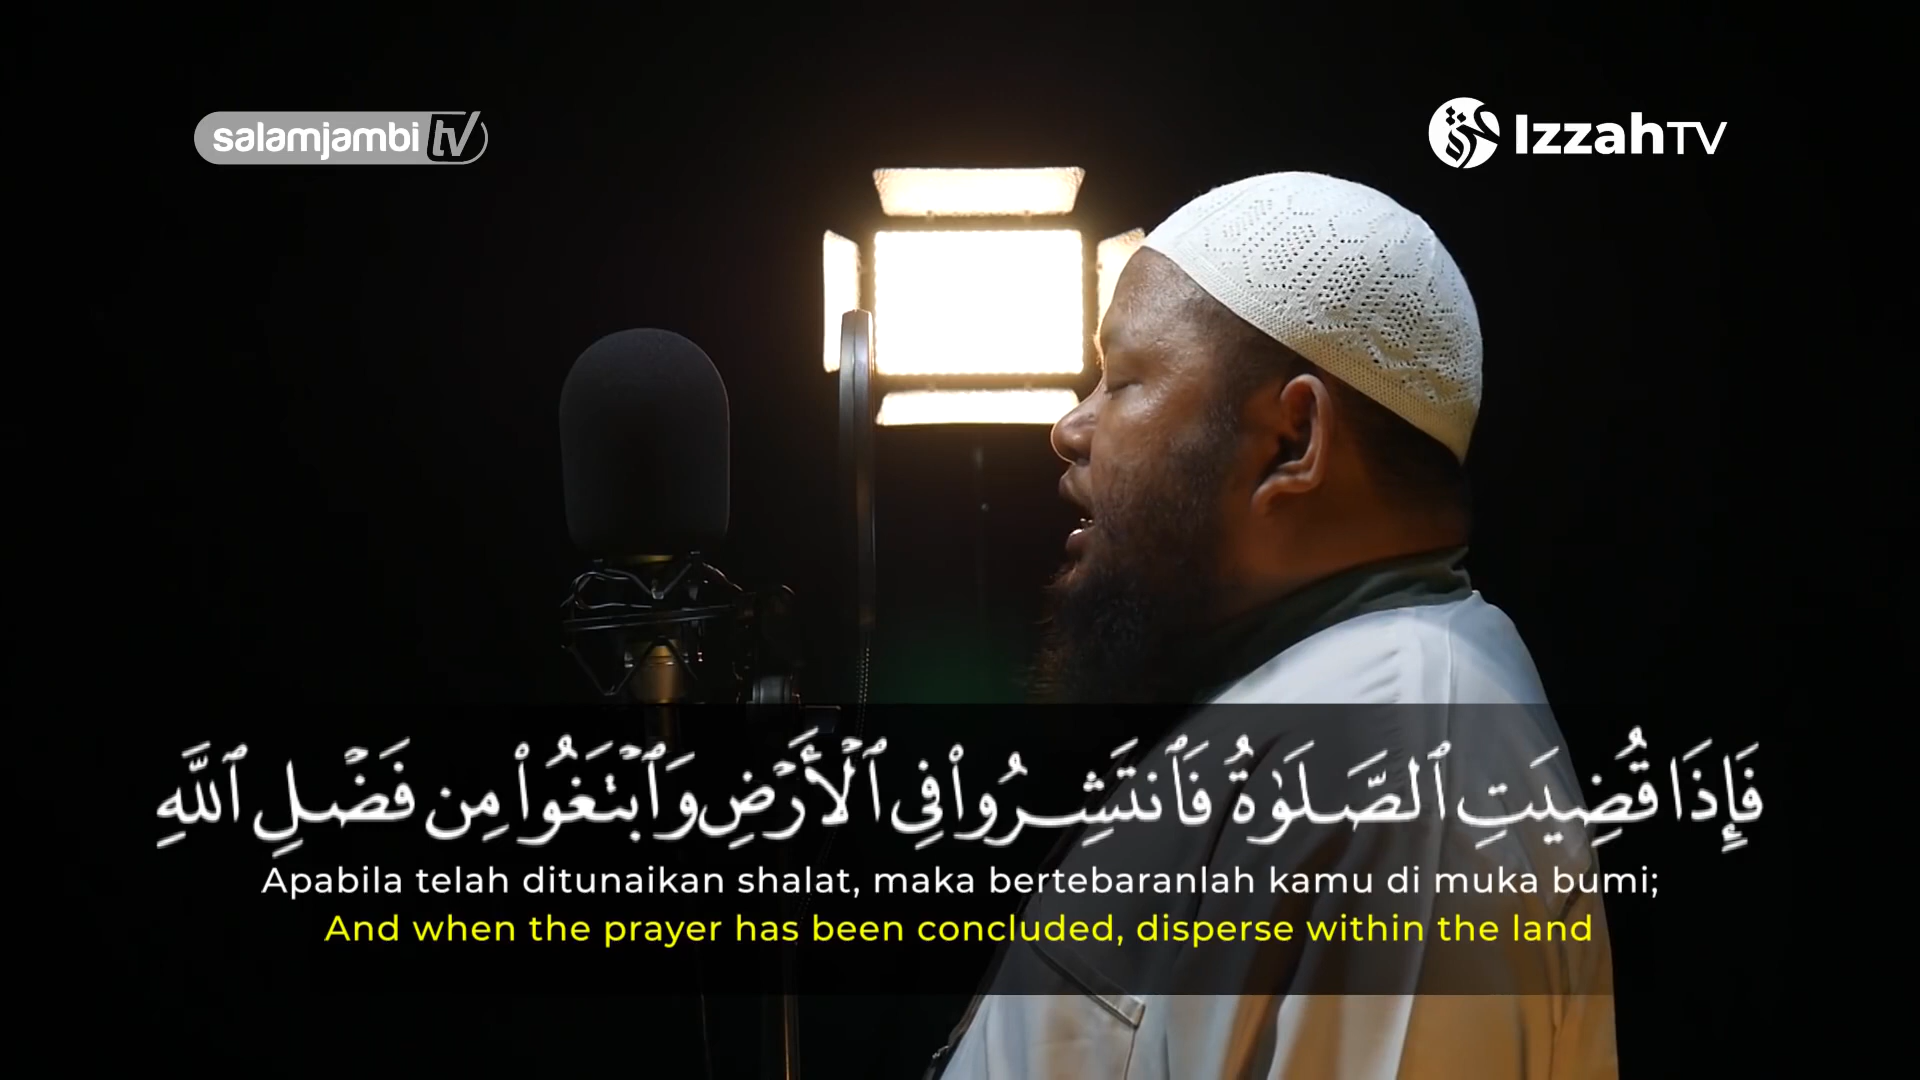 salamjambi tv
IzzahTV
فَإِذَا قُضِيَتِ ٱلصَّلَوٰةُ فَٱنتَشِرُوا۟ فِى ٱلْأَرْضِ وَٱبْتَغُوا۟ مِن فَضْلِ ٱللَّهِ
Apabila telah ditunaikan shalat, maka bertebaranlah kamu di muka bumi;
And when the prayer has been concluded, disperse within the land